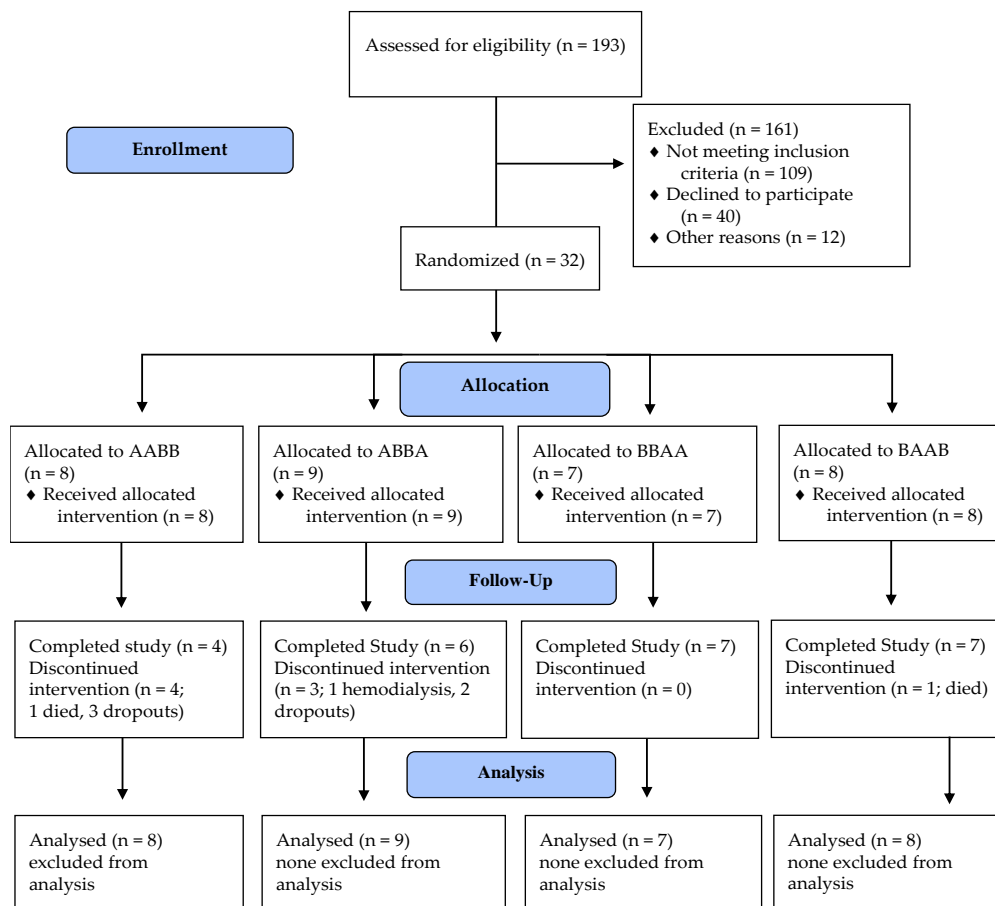 Assessed for eligibility (n = 193)
Enrollment
Excluded (n = 161)
♦ Not meeting inclusion
criteria (n = 109)
♦ Declined to participate
(n = 40)
♦ Other reasons (n = 12)
Randomized (n = 32)
Allocation
Allocated to AABB
(n = 8)
♦ Received allocated
intervention (n = 8)
Allocated to ABBA
(n = 9)
♦ Received allocated
intervention (n = 9)
Allocated to BBAA
(n = 7)
♦ Received allocated
intervention (n = 7)
Allocated to BAAB
(n = 8)
♦ Received allocated
intervention (n = 8)
Follow-Up
Completed study (n = 4)
Discontinued
intervention (n = 4;
1 died, 3 dropouts)
Completed Study (n = 6)
Discontinued intervention
(n = 3; 1 hemodialysis, 2
dropouts)
Completed Study (n = 7)
Discontinued
intervention (n = 0)
Completed Study (n = 7)
Discontinued
intervention (n = 1; died)
Analysis
Analysed (n = 8)
excluded from
analysis
Analysed (n = 9)
none excluded from
analysis
Analysed (n = 7)
none excluded from
analysis
Analysed (n = 8)
none excluded from
analysis